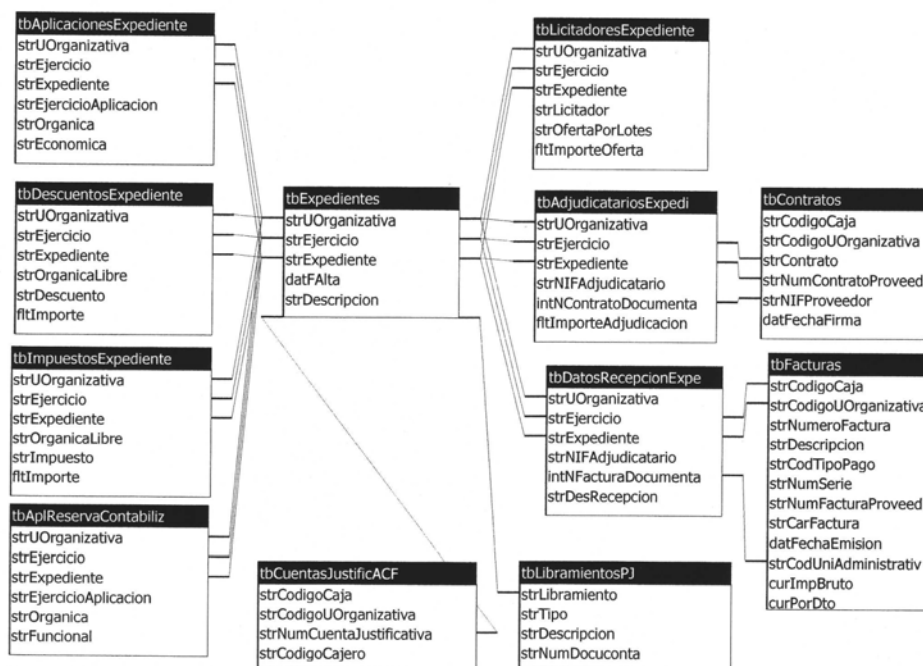 tbAplicacionesExpediente
strUOrganizativa
strEjercicio
strExpediente
strEjercicioAplicacion
strOrganica
strEconomica
tbDescuentosExpediente
strUOrganizativa
strEjercicio
strExpediente
strOrganicaLibre
strDescuento
fltImporte
tbImpuestosExpediente
strUOrganizativa
strEjercicio
strExpediente
strOrganicaLibre
strImpuesto
fltImporte
tbAplReservaContabiliz
strUOrganizativa
strEjercicio
strExpediente
strEjercicioAplicacion
strOrganica
strFuncional
tbExpedientes
strUOrganizativa
strEjercicio
strExpediente
datFAlta
strDescripcion
tbCuentasJustificACF
strCodigoCaja
strCodigoUOrganizativa
strNumCuentaJustificativa
strCodigoCajero
tbLicitadoresExpediente
strUOrganizativa
strEjercicio
strExpediente
strLicitador
strOfertaPorLotes
fltImporteOferta
tbAdjudicatariosExpedi
strUOrganizativa
strEjercicio
strExpediente
strNIFAdjudicatario
intNContratoDocumenta
fltImporteAdjudicacion
tbDatosRecepcionExpe
strUOrganizativa
strEjercicio
strExpediente
strNIFAdjudicatario
intNFacturaDocumenta
strDesRecepcion
tbLibramientosPJ
strLibramiento
strTipo
strDescripcion
strNumDocuconta
tbContratos
strCodigoCaja
strCodigoUOrganizativa
strContrato
strNumContratoProveed
strNIFProveedor
datFechaFirma
tbFacturas
strCodigoCaja
strCodigoUOrganizativa
strNumeroFactura
strDescripcion
strCodTipoPago
strNumSerie
strNumFacturaProveed
strCarFactura
datFechaEmision
strCodUniAdministrativ
curImpBruto
curPorDto